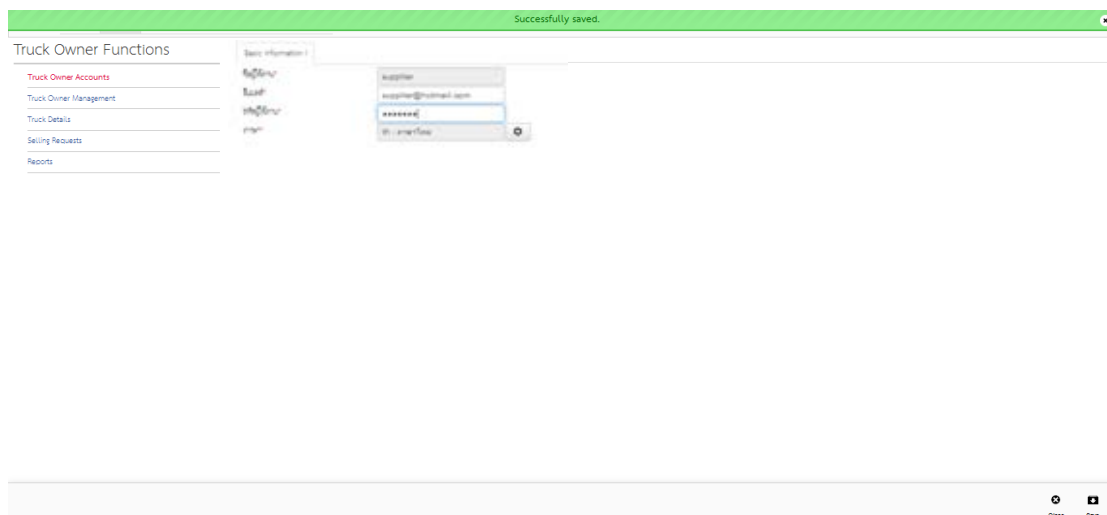 Successfully saved.
Truck Owner Functions
Truck Owner Accounts
Truck Owner Management
Truck Details
Selling Requests
Reports
Basic Information
supplier
supplier@hotmail.com